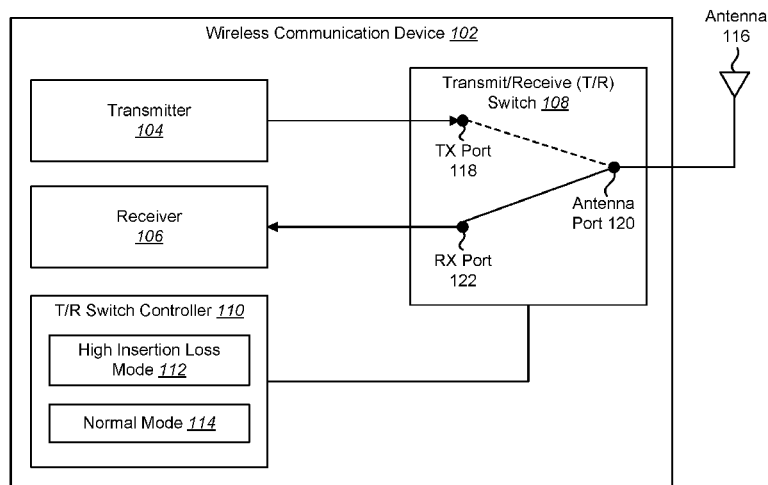 Wireless Communication Device 102
Antenna
116
Transmitter
104
Transmit/Receive (T/R)
Switch 108
TX Port
118
Receiver
106
Antenna
Port 120
RX Port
122
T/R Switch Controller 110
High Insertion Loss
Mode 112
Normal Mode 114